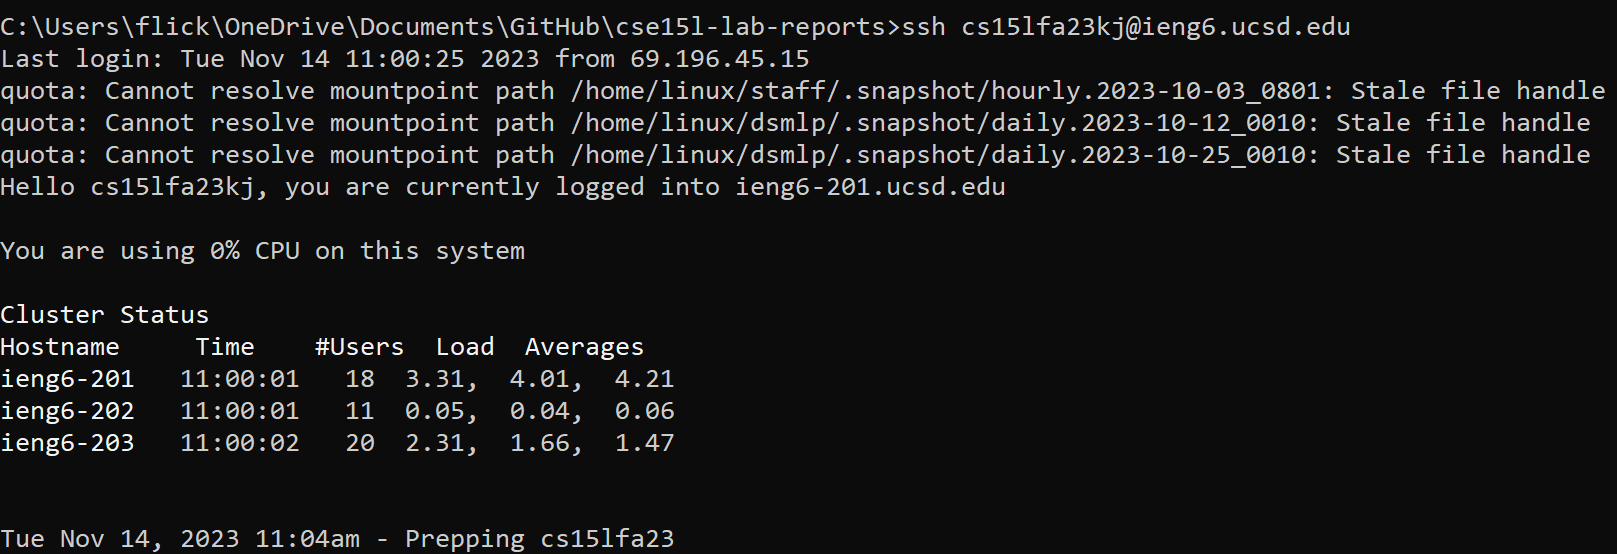 C:\Users\flick\OneDrive\Documents\GitHub\cse15l-lab-reports>ssh cs15lfa23kj@ieng6.ucsd.edu
Last login: Tue Nov 14 11:00:25 2023 from 69.196.45.15
quota: Cannot resolve mountpoint path /home/linux/staff/.snapshot/hourly.2023-10-03_0801: Stale file handle
quota: Cannot resolve mountpoint path /home/linux/dsmlp/.snapshot/daily.2023-10-12_0010: Stale file handle
quota: Cannot resolve mountpoint path /home/linux/dsmlp/.snapshot/daily.2023-10-25_0010: Stale file handle
Hello cs15lfa23kj, you are currently logged into ieng6-201.ucsd.edu
You are using 0% CPU on this system
Cluster Status
Hostname     Time    #Users  Load  Averages
ieng6-201   11:00:01   18  3.31,  4.01,  4.21
ieng6-202   11:00:01   11  0.05,  0.04,  0.06
ieng6-203   11:00:02   20  2.31,  1.66,  1.47
Tue Nov 14, 2023 11:04am - Prepping cs15lfa23